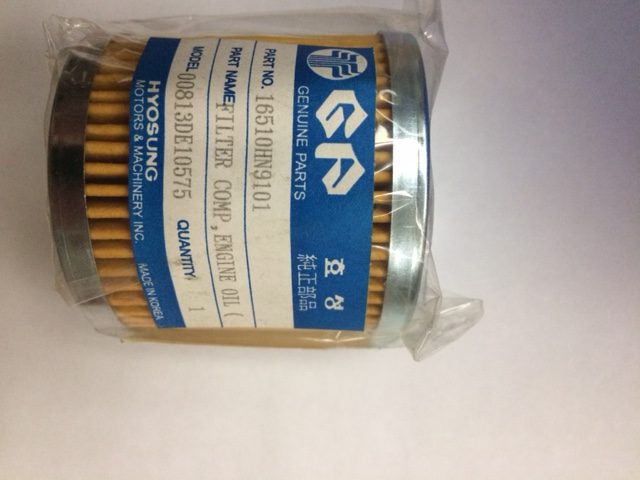 GP
GENUINE PARTS
효성
純正部品
PART NO. 16510HN9101
PART NAME FILTER COMP, ENGINE OIL (
MODEL 00813DE10575 QUANTITY 1
HYOSUNG
MOTORS & MACHINERY INC. MADE IN KOREA